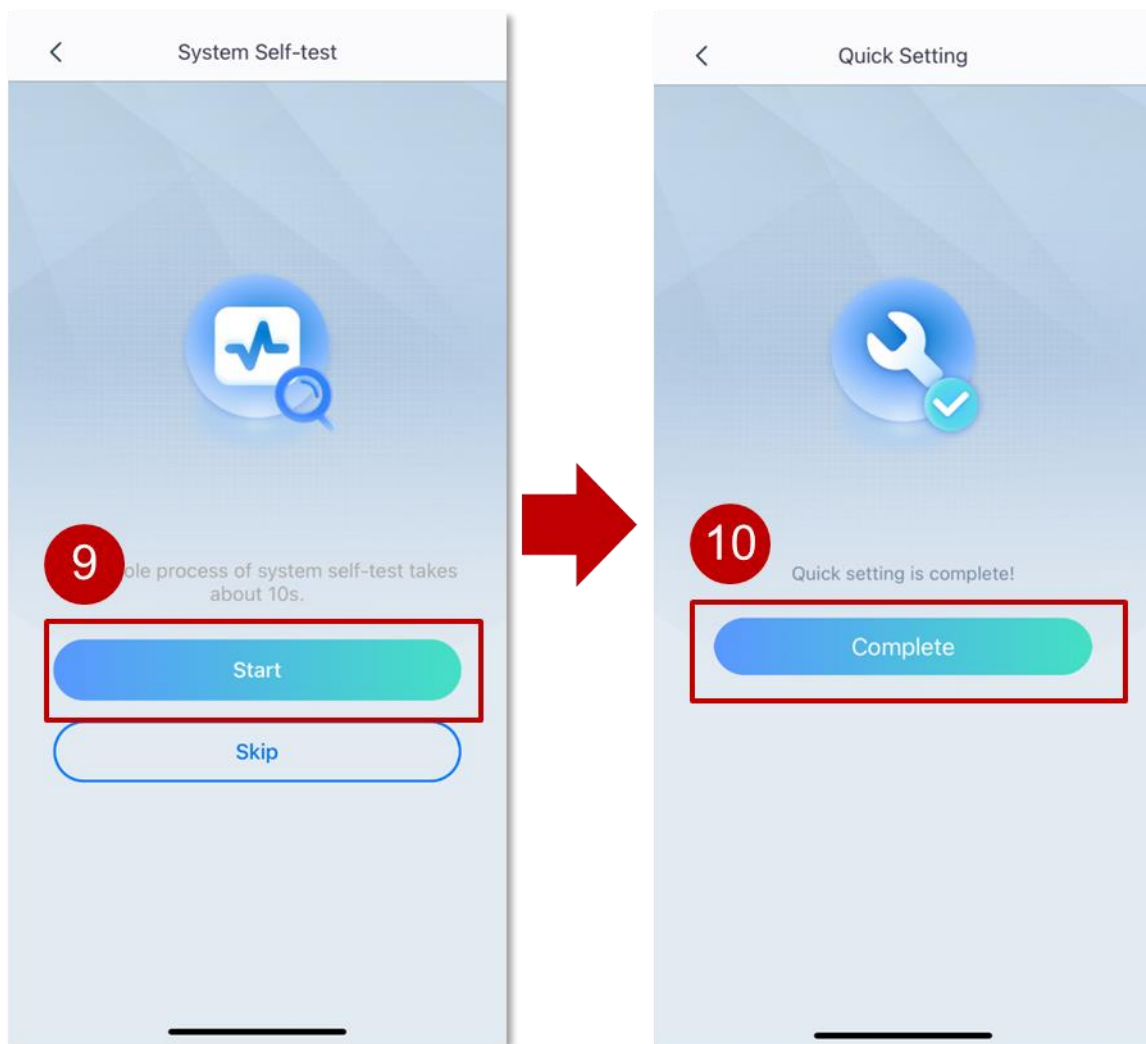 System Self-test
9
ole process of system self-test takes
about 10s.
Start
Skip
Quick Setting
10
Quick setting is complete!
Complete